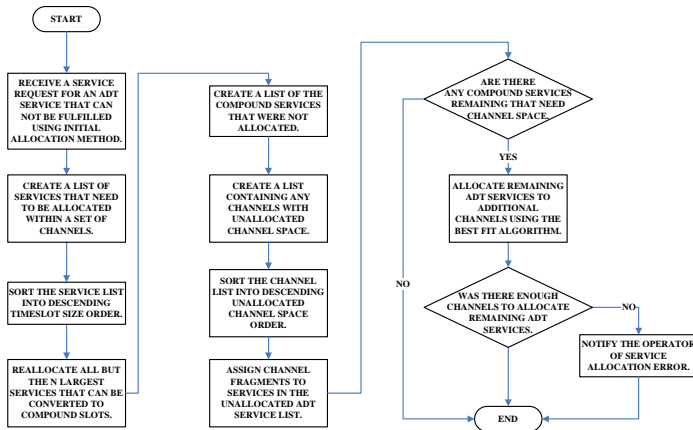 START
RECEIVE A SERVICE
REQUEST FOR AN ADT
SERVICE THAT CAN
NOT BE FULFILLED
USING INITIAL
ALLOCATION METHOD.
CREATE A LIST OF
SERVICES THAT NEED
TO BE ALLOCATED
WITHIN A SET OF
CHANNELS.
SORT THE SERVICE LIST
INTO DESCENDING
TIMESLOT SIZE ORDER.
REALLOCATE ALL BUT
THE N LARGEST
SERVICES THAT CAN BE
CONVERTED TO
COMPOUND SLOTS.
CREATE A LIST OF THE
COMPOUND SERVICES
THAT WERE NOT
ALLOCATED.
CREATE A LIST
CONTAINING ANY
CHANNELS WITH
UNALLOCATED
CHANNEL SPACE.
SORT THE CHANNEL
LIST INTO DESCENDING
UNALLOCATED
CHANNEL SPACE
ORDER.
ASSIGN CHANNEL
FRAGMENTS TO
SERVICES IN THE
UNALLOCATED ADT
SERVICE LIST.
ARE THERE
ANY COMPOUND SERVICES
REMAINING THAT NEED
CHANNEL SPACE.
YES
ALLOCATE REMAINING
ADT SERVICES TO
ADDITIONAL
CHANNELS USING THE
BEST FIT ALGORITHM.
NO
WAS THERE ENOUGH
CHANNELS TO ALLOCATE
REMAINING ADT
SERVICES.
NO
NOTIFY THE OPERATOR
OF SERVICE
ALLOCATION ERROR.
END